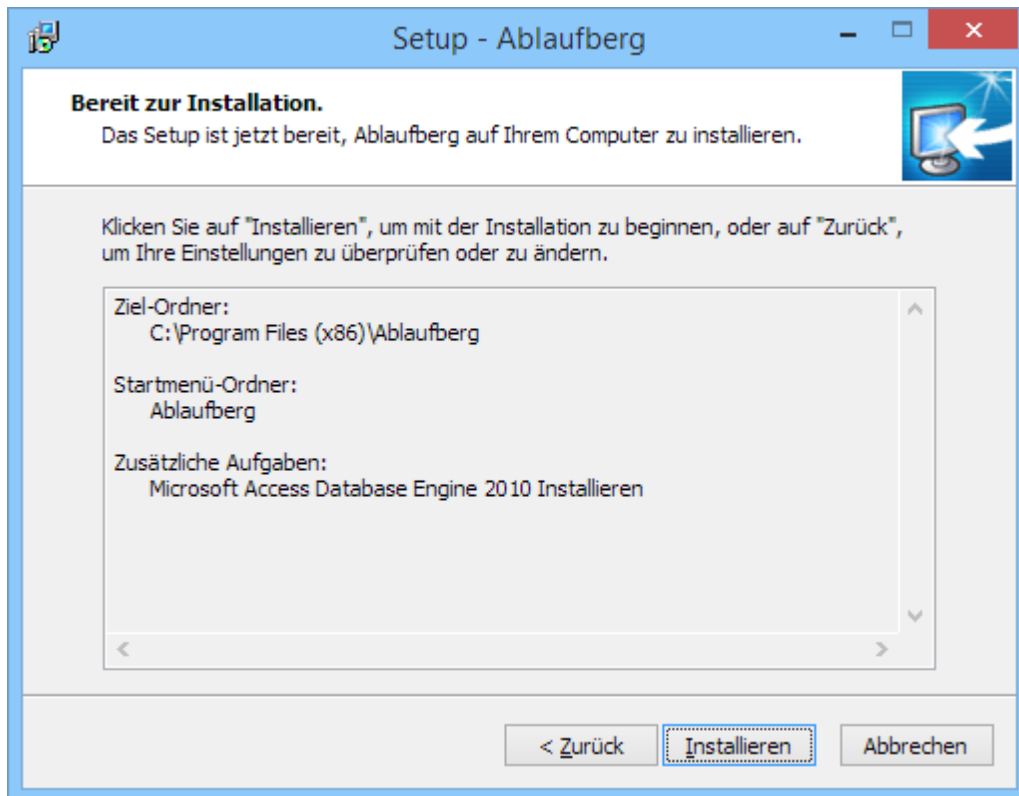 Setup - Ablaufberg
Bereit zur Installation.
Das Setup ist jetzt bereit, Ablaufberg auf Ihrem Computer zu installieren.
Klicken Sie auf "Installieren", um mit der Installation zu beginnen, oder auf "Zurück",
um Ihre Einstellungen zu überprüfen oder zu ändern.
Ziel-Ordner:
C:\Program Files (x86)\Ablaufberg
Startmenü-Ordner:
Ablaufberg
Zusätzliche Aufgaben:
Microsoft Access Database Engine 2010 Installieren
< Zurück Installieren Abbrechen